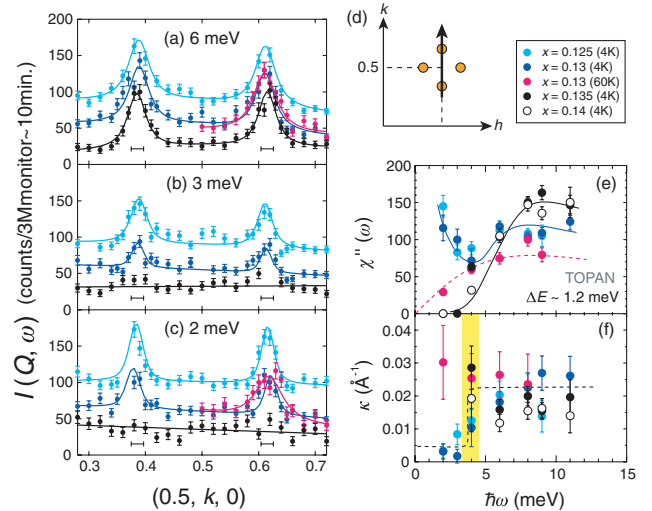 I (Q, ω) (counts/3Mmonitor~10min.)
200
150
100
50
0
(a) 6 meV
150
100
50
0
(b) 3 meV
200
150
100
50
0
(c) 2 meV
0.3 0.4 0.5 0.6 0.7
(0.5, k, 0)
(d)
k
0.5
h
x = 0.125 (4K)
x = 0.13 (4K)
x = 0.13 (60K)
x = 0.135 (4K)
x = 0.14 (4K)
χ'' (ω)
200
150
100
50
0
(e)
TOPAN
ΔE ~ 1.2 meV
κ (Å⁻¹)
0.04
0.03
0.02
0.01
0
(f)
0 5 10 15
ħω (meV)